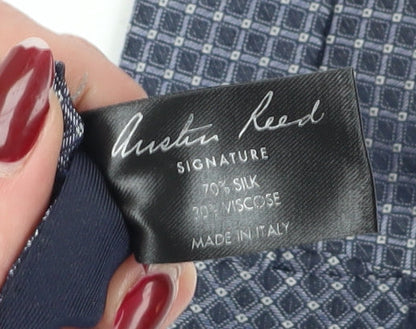 Austin Reed
SIGNATURE
70% SILK
30% VISCOSE
MADE IN ITALY